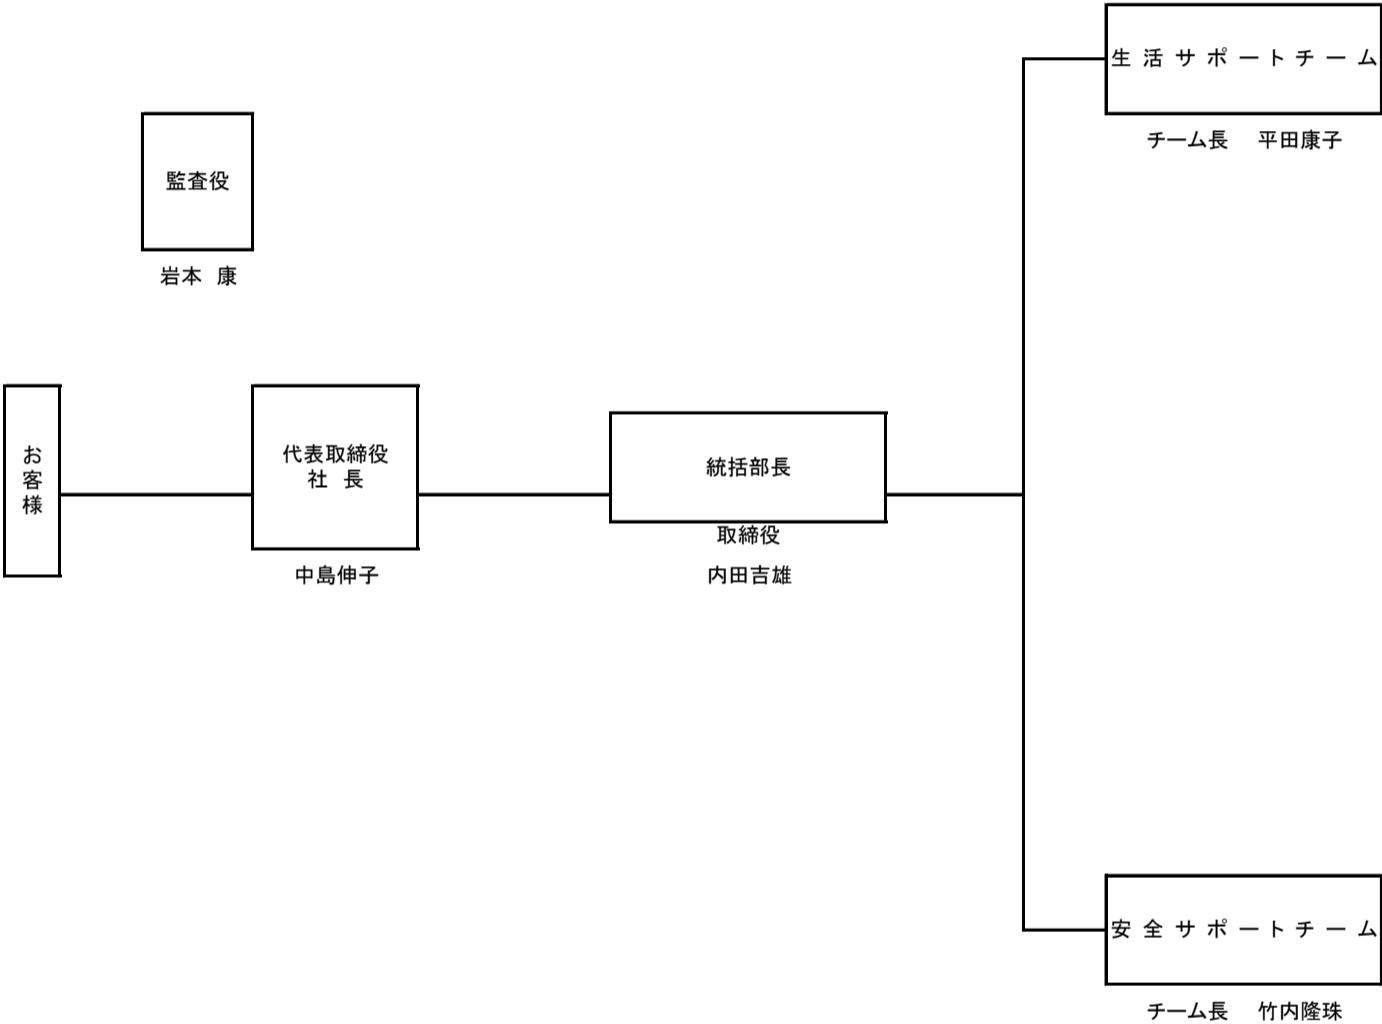 生活サポートチーム
チーム長　平田康子
監査役
岩本　康
お客様
代表取締役
社　長
中島伸子
統括部長
取締役
内田吉雄
安全サポートチーム
チーム長　竹内隆珠